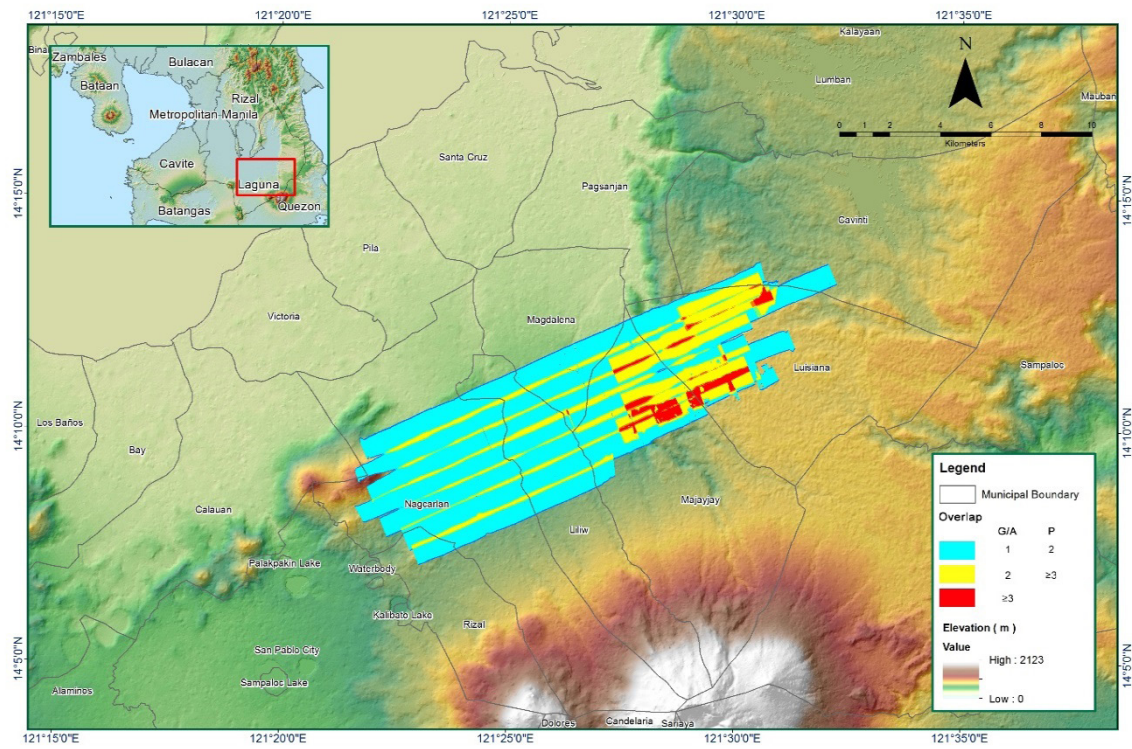 121°15'0"E
121°20'0"E
121°25'0"E
121°30'0"E
121°35'0"E
Zambales
Bulacan
Bataan
Rizal
Metropolitan Manila
Cavite
Laguna
Batangas
Quezon
Kalayaan
Lumban
Mauban
N
0 2 4 6 8 10
Kilometers
Santa Cruz
Pagsanjan
14°15'0"N
14°15'0"N
Cavinti
Pila
Victoria
Magdalena
Luisiana
Sampaloc
Los Baños
Bay
14°10'0"N
14°10'0"N
Nagcarlan
Majayjay
Calauan
Liliw
Palakpakin Lake
Waterbody
Kalibato Lake
Rizal
San Pablo City
Sampaloc Lake
Alaminos
14°5'0"N
14°5'0"N
Dolores
Candelaria
Legend
Municipal Boundary
Overlap
G/A P
1 2
2 ≥3
≥3
Elevation ( m )
Value
High : 2123
Low : 0
121°15'0"E
121°20'0"E
121°25'0"E
121°30'0"E
121°35'0"E